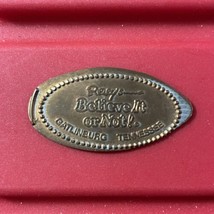 Ripley's
Believe It
or Not!
GATLINBURG TENNESSEE